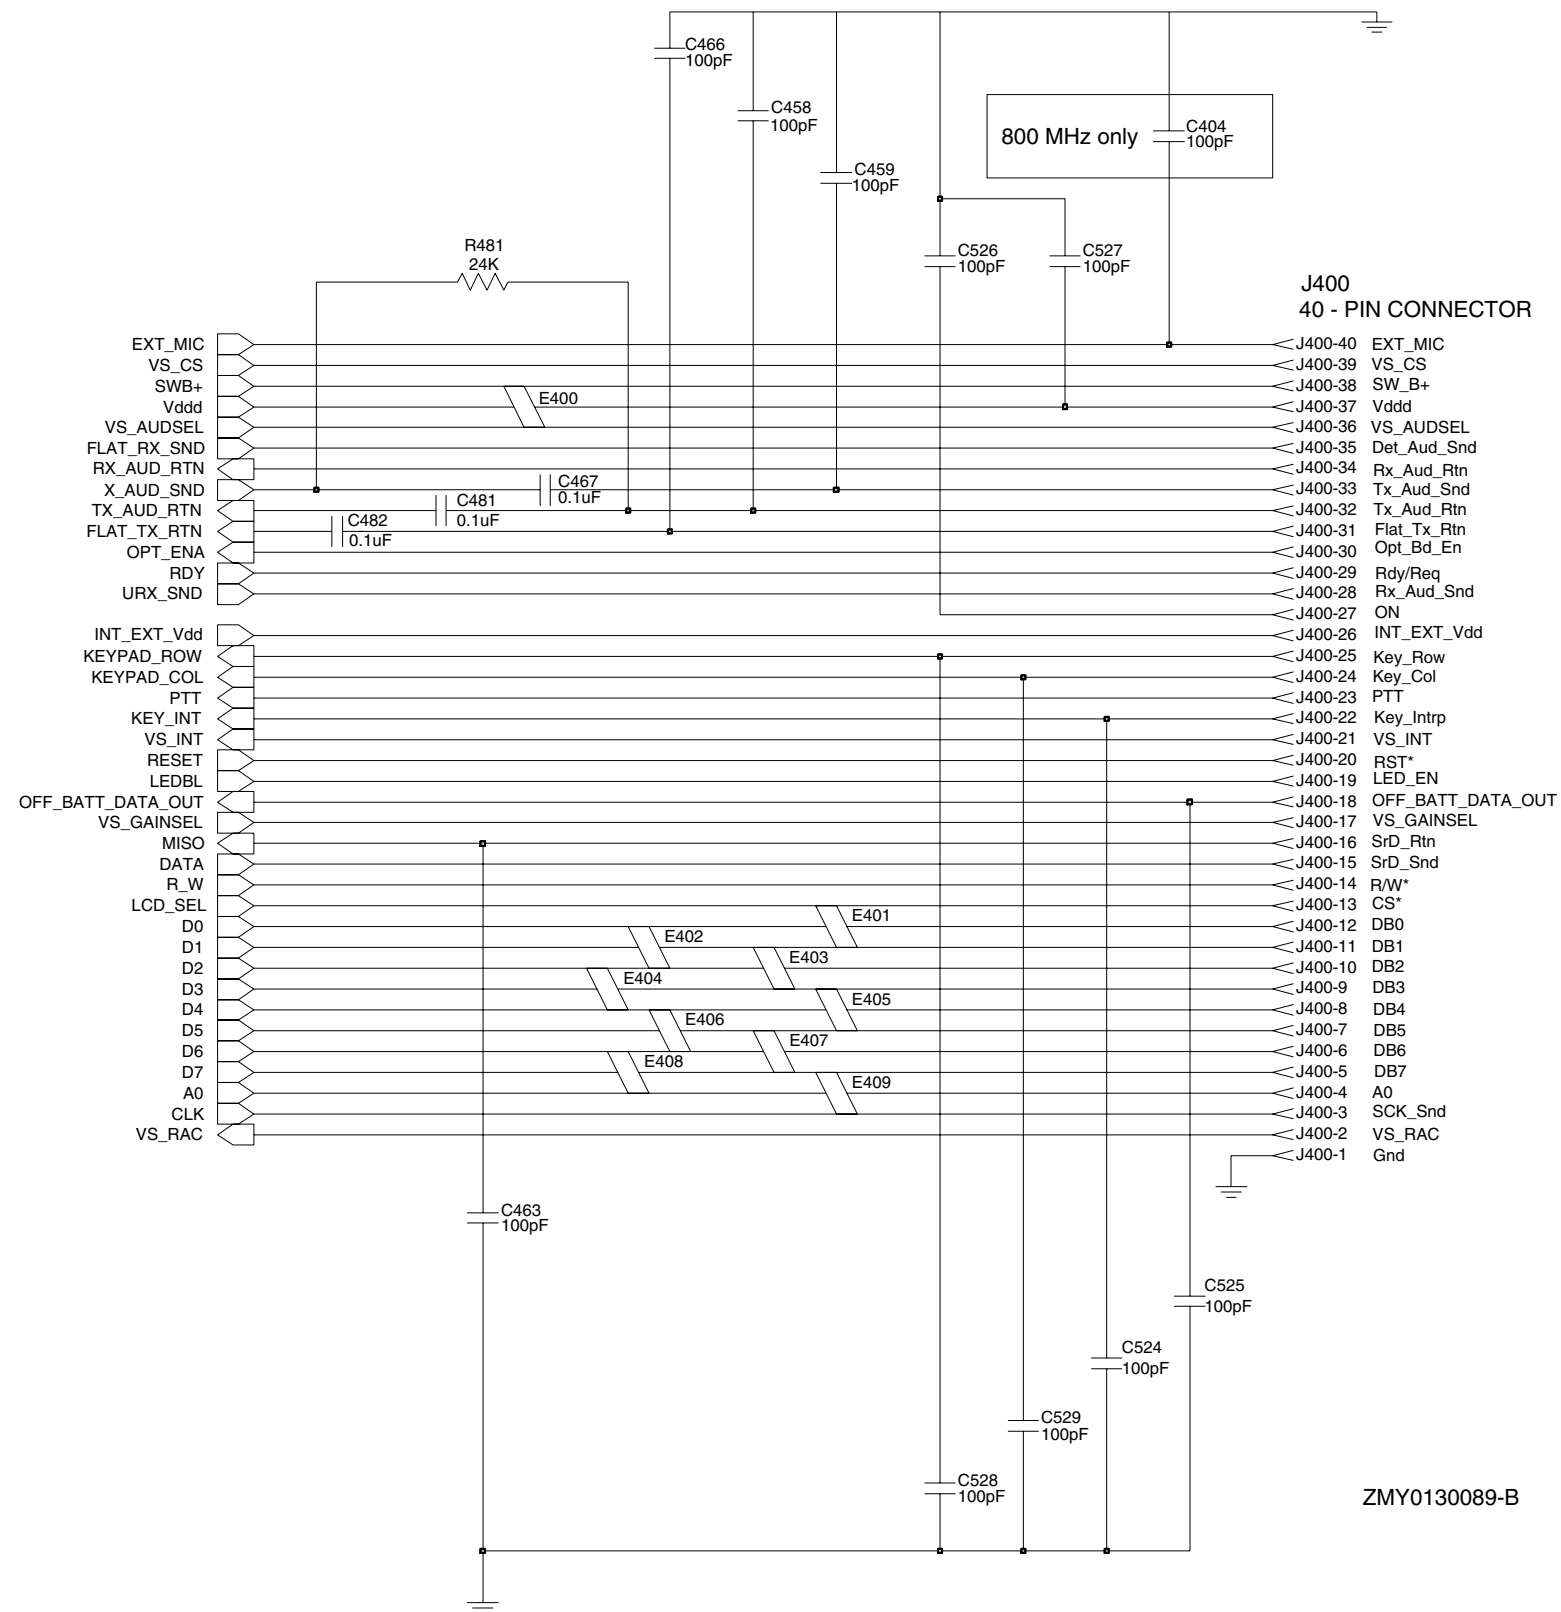 C466
100pF
C458
100pF
800 MHz only
C404
100pF
C459
100pF
R481
24K
C526
100pF
C527
100pF
J400
40 - PIN CONNECTOR
EXT_MIC J400-40 EXT_MIC
VS_CS J400-39 VS_CS
SWB+ J400-38 SW_B+
E400
Vddd J400-37 Vddd
VS_AUDSEL J400-36 VS_AUDSEL
FLAT_RX_SND J400-35 Det_Aud_Snd
RX_AUD_RTN J400-34 Rx_Aud_Rtn
C467
X_AUD_SND J400-33 Tx_Aud_Snd
0.1uF
C481
TX_AUD_RTN J400-32 Tx_Aud_Rtn
0.1uF
C482
FLAT_TX_RTN J400-31 Flat_Tx_Rtn
0.1uF
OPT_ENA J400-30 Opt_Bd_En
RDY J400-29 Rdy/Req
URX_SND J400-28 Rx_Aud_Snd
J400-27 ON
INT_EXT_Vdd J400-26 INT_EXT_Vdd
KEYPAD_ROW J400-25 Key_Row
KEYPAD_COL J400-24 Key_Col
PTT J400-23 PTT
KEY_INT J400-22 Key_Intrp
VS_INT J400-21 VS_INT
RESET J400-20 RST*
LEDBL J400-19 LED_EN
OFF_BATT_DATA_OUT J400-18 OFF_BATT_DATA_OUT
VS_GAINSEL J400-17 VS_GAINSEL
MISO J400-16 SrD_Rtn
DATA J400-15 SrD_Snd
R_W J400-14 R/W*
LCD_SEL J400-13 CS*
E401
D0 J400-12 DB0
E402
D1 J400-11 DB1
E403
D2 J400-10 DB2
E404
D3 J400-9 DB3
E405
D4 J400-8 DB4
E406
D5 J400-7 DB5
E407
D6 J400-6 DB6
E408
D7 J400-5 DB7
E409
A0 J400-4 A0
CLK J400-3 SCK_Snd
VS_RAC J400-2 VS_RAC
J400-1 Gnd
C463
100pF
C525
100pF
C524
100pF
C529
100pF
C528
100pF
ZMY0130089-B